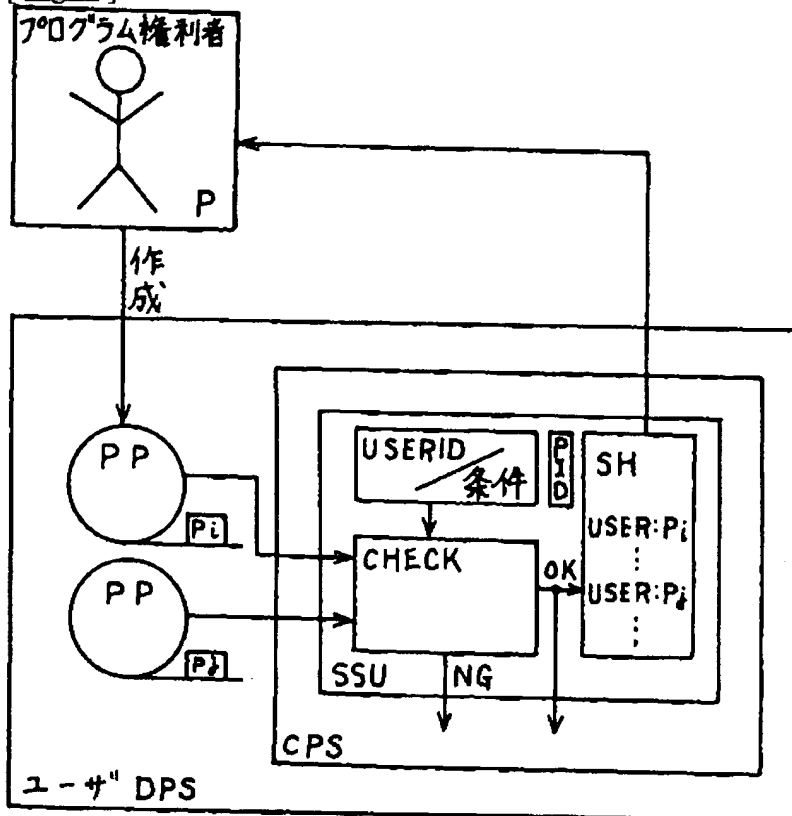 プログラム権利者
P
作
成
PP
Pi
PP
Pj
USERID
条件
PID
SH
USER:Pi
⋮
USER:Pj
⋮
CHECK
OK
SSU
NG
CPS
ユーザ DPS